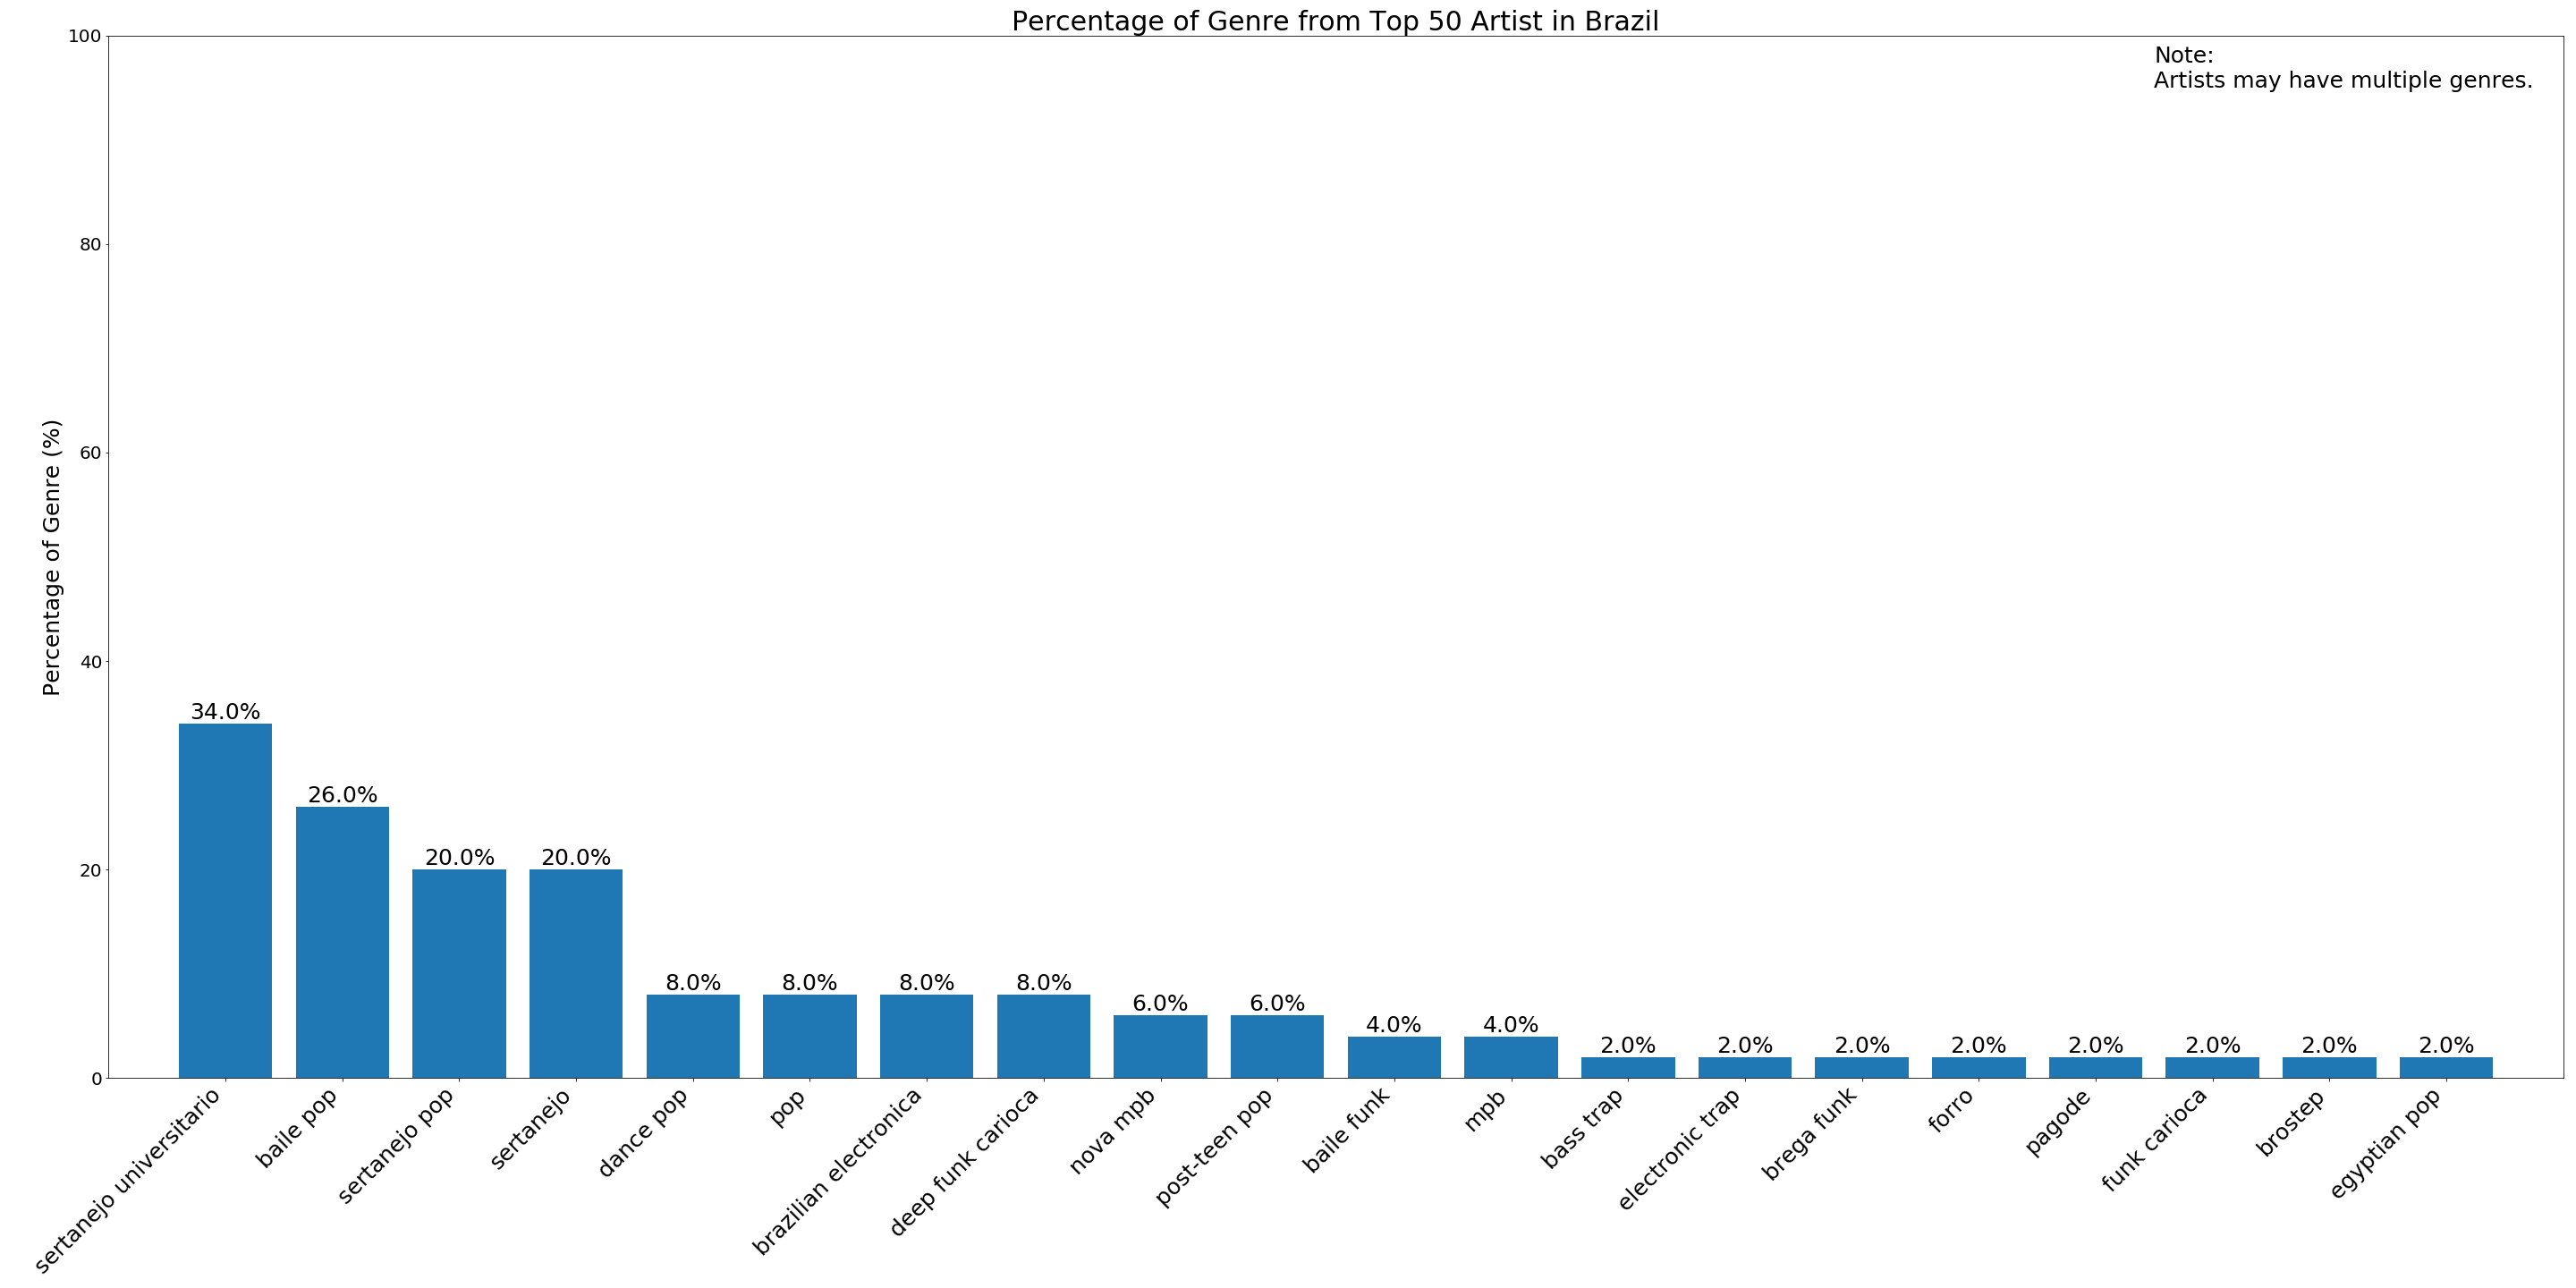 Percentage of Genre from Top 50 Artist in Brazil
Note:
Artists may have multiple genres.
Percentage of Genre (%)
100
80
60
40
20
0
34.0%
26.0%
20.0%
20.0%
8.0%
8.0%
8.0%
8.0%
6.0%
6.0%
4.0%
4.0%
2.0%
2.0%
2.0%
2.0%
2.0%
2.0%
2.0%
2.0%
sertanejo universitario
baile pop
sertanejo pop
sertanejo
dance pop
pop
brazilian electronica
deep funk carioca
nova mpb
post-teen pop
baile funk
mpb
bass trap
electronic trap
brega funk
forro
pagode
funk carioca
brostep
egyptian pop